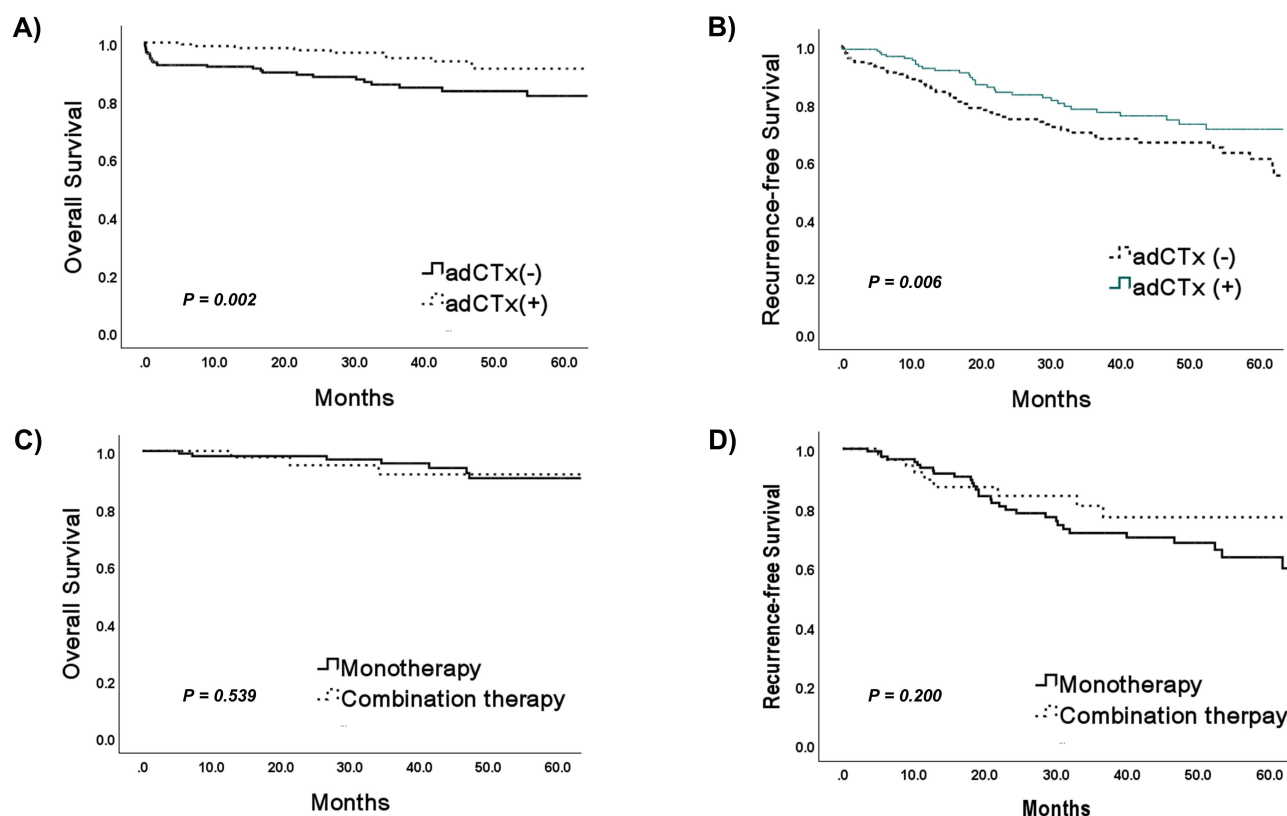 A)
Overall Survival
1.0
0.8
0.6
0.4
0.2
0.0
adCTx(-)
adCTx(+)
...
P = 0.002
.0 10.0 20.0 30.0 40.0 50.0 60.0
Months
B)
Recurrence-free Survival
1.0
0.8
0.6
0.4
0.2
0.0
adCTx (-)
adCTx (+)
P = 0.006
.0 10.0 20.0 30.0 40.0 50.0 60.0
Months
C)
Overall Survival
1.0
0.8
0.6
0.4
0.2
0.0
Monotherapy
Combination therapy
...
P = 0.539
.0 10.0 20.0 30.0 40.0 50.0 60.0
Months
D)
Recurrence-free Survival
1.0
0.8
0.6
0.4
0.2
0.0
Monotherapy
Combination therpay
...
P = 0.200
.0 10.0 20.0 30.0 40.0 50.0 60.0
Months